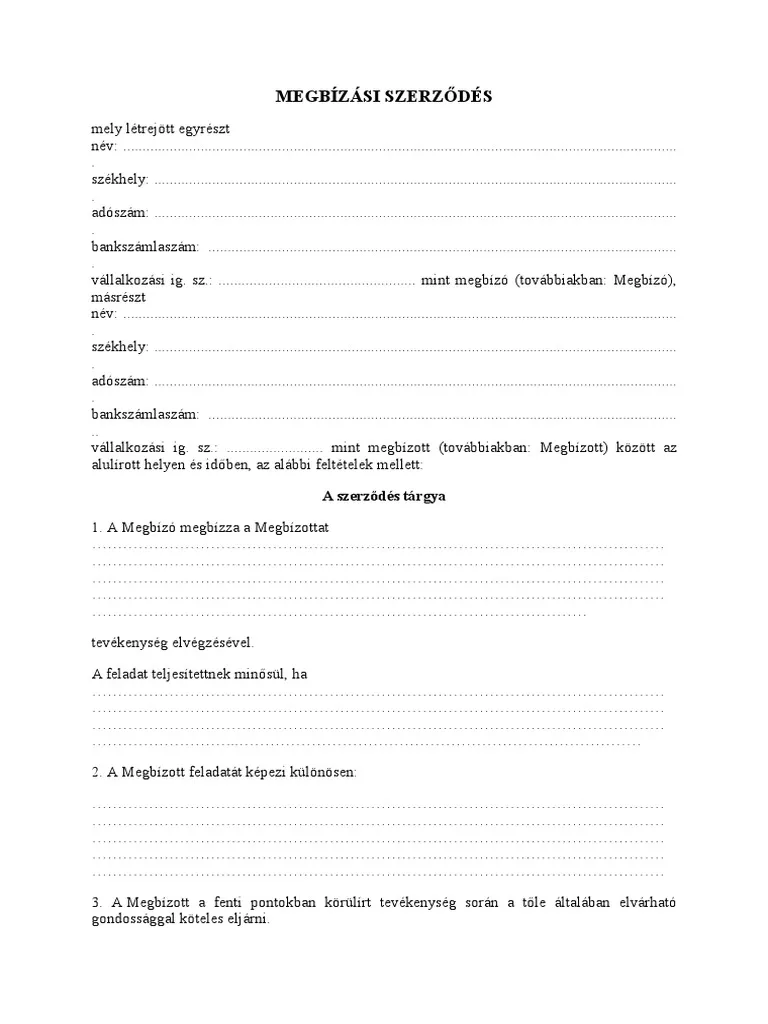 MEGBÍZÁSI SZERZŐDÉS
mely létrejött egyrészt
név: ................................................................................................................................................
.
székhely: ........................................................................................................................................
.
adószám: ........................................................................................................................................
.
bankszámlaszám: ..........................................................................................................................
.
vállalkozási ig. sz.: ................................................... mint megbízó (továbbiakban: Megbízó),
másrészt
név: ................................................................................................................................................
.
székhely: ........................................................................................................................................
.
adószám: ........................................................................................................................................
.
bankszámlaszám: ..........................................................................................................................
..
vállalkozási ig. sz.: ......................... mint megbízott (továbbiakban: Megbízott) között az
alulírott helyen és időben, az alábbi feltételek mellett:
A szerződés tárgya
1. A Megbízó megbízza a Megbízottat
……………………………………………………………………………………………
……………………………………………………………………………………………
……………………………………………………………………………………………
……………………………………………………………………………………………
………………………………………………………………………………
tevékenység elvégzésével.
A feladat teljesítettnek minősül, ha
……………………………………………………………………………………………
……………………………………………………………………………………………
……………………………………………………………………………………………
……………………...………………………………………………………………
2. A Megbízott feladatát képezi különösen:
……………………………………………………………………………………………
……………………………………………………………………………………………
……………………………………………………………………………………………
……………………………………………………………………………………………
……………………………………………………………………………………………
3. A Megbízott a fenti pontokban körülírt tevékenység során a tőle általában elvárható
gondossággal köteles eljárni.